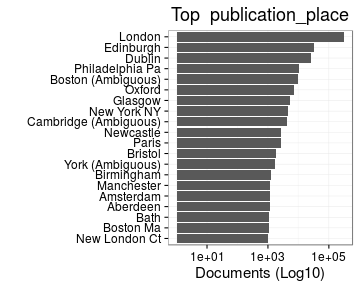 Top publication_place
London
Edinburgh
Dublin
Philadelphia Pa
Boston (Ambiguous)
Oxford
Glasgow
New York NY
Cambridge (Ambiguous)
Newcastle
Paris
Bristol
York (Ambiguous)
Birmingham
Manchester
Amsterdam
Aberdeen
Bath
Boston Ma
New London Ct
1e+01 1e+03 1e+05
Documents (Log10)